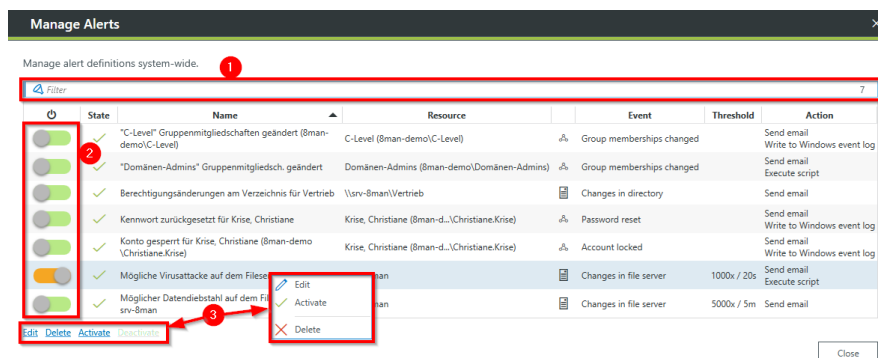 Manage Alerts
Manage alert definitions system-wide.
1
Filter 7
State Name Resource Event Threshold Action
"C-Level" Gruppenmitgliedschaften geändert (8man-
demo\C-Level) C-Level (8man-demo\C-Level) Group memberships changed Send email
Write to Windows event log
2
"Domänen-Admins" Gruppenmitgliedsch. geändert Domänen-Admins (8man-demo\Domänen-Admins) Group memberships changed Send email
Execute script
Berechtigungsänderungen am Verzeichnis für Vertrieb \\srv-8man\Vertrieb Changes in directory Send email
Kennwort zurückgesetzt für Krise, Christiane Krise, Christiane (8man-d...\Christiane.Krise) Password reset Send email
Write to Windows event log
Konto gesperrt für Krise, Christiane (8man-demo
\Christiane.Krise) Krise, Christiane (8man-d...\Christiane.Krise) Account locked Send email
Write to Windows event log
Mögliche Virusattacke auf dem Filese man Changes in file server 1000x / 20s Send email
Execute script
Möglicher Datendiebstahl auf dem Fil
srv-8man man Changes in file server 5000x / 5m Send email
Edit
Activate
Delete
3
Edit Delete Activate Deactivate
Close